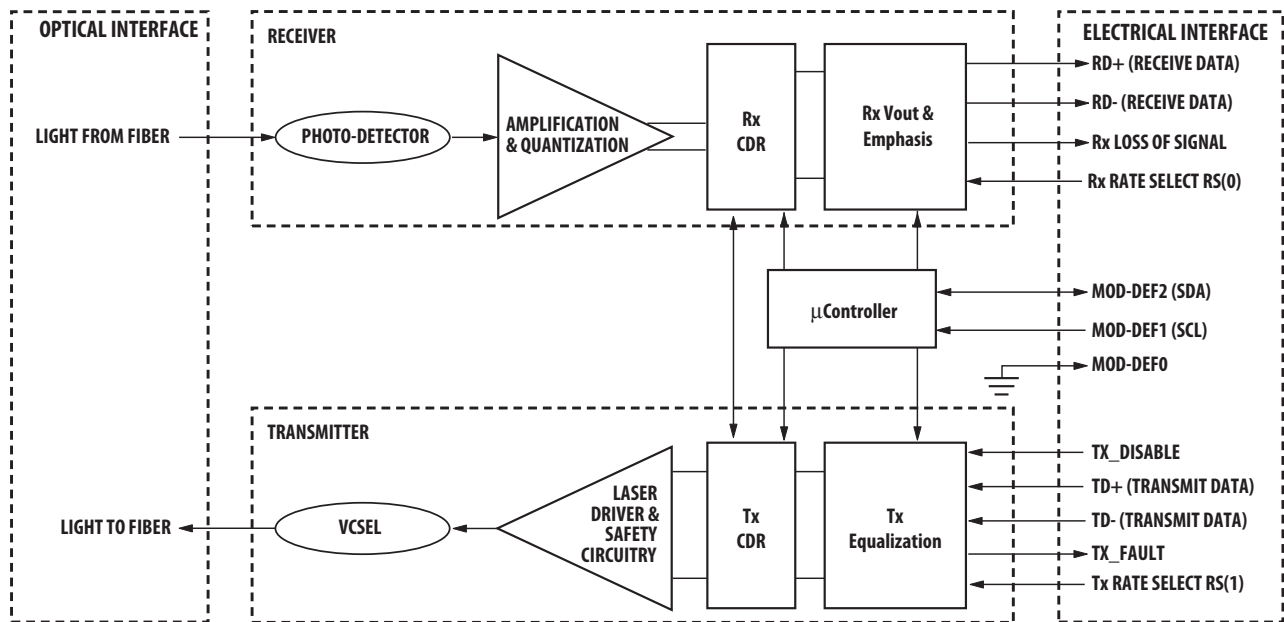 OPTICAL INTERFACE
RECEIVER
ELECTRICAL INTERFACE
LIGHT FROM FIBER
PHOTO-DETECTOR
AMPLIFICATION
& QUANTIZATION
Rx
CDR
Rx Vout &
Emphasis
RD+ (RECEIVE DATA)
RD- (RECEIVE DATA)
Rx LOSS OF SIGNAL
Rx RATE SELECT RS(0)
µController
MOD-DEF2 (SDA)
MOD-DEF1 (SCL)
MOD-DEF0
TRANSMITTER
LIGHT TO FIBER
VCSEL
LASER
DRIVER &
SAFETY
CIRCUITRY
Tx
CDR
Tx
Equalization
TX_DISABLE
TD+ (TRANSMIT DATA)
TD- (TRANSMIT DATA)
TX_FAULT
Tx RATE SELECT RS(1)